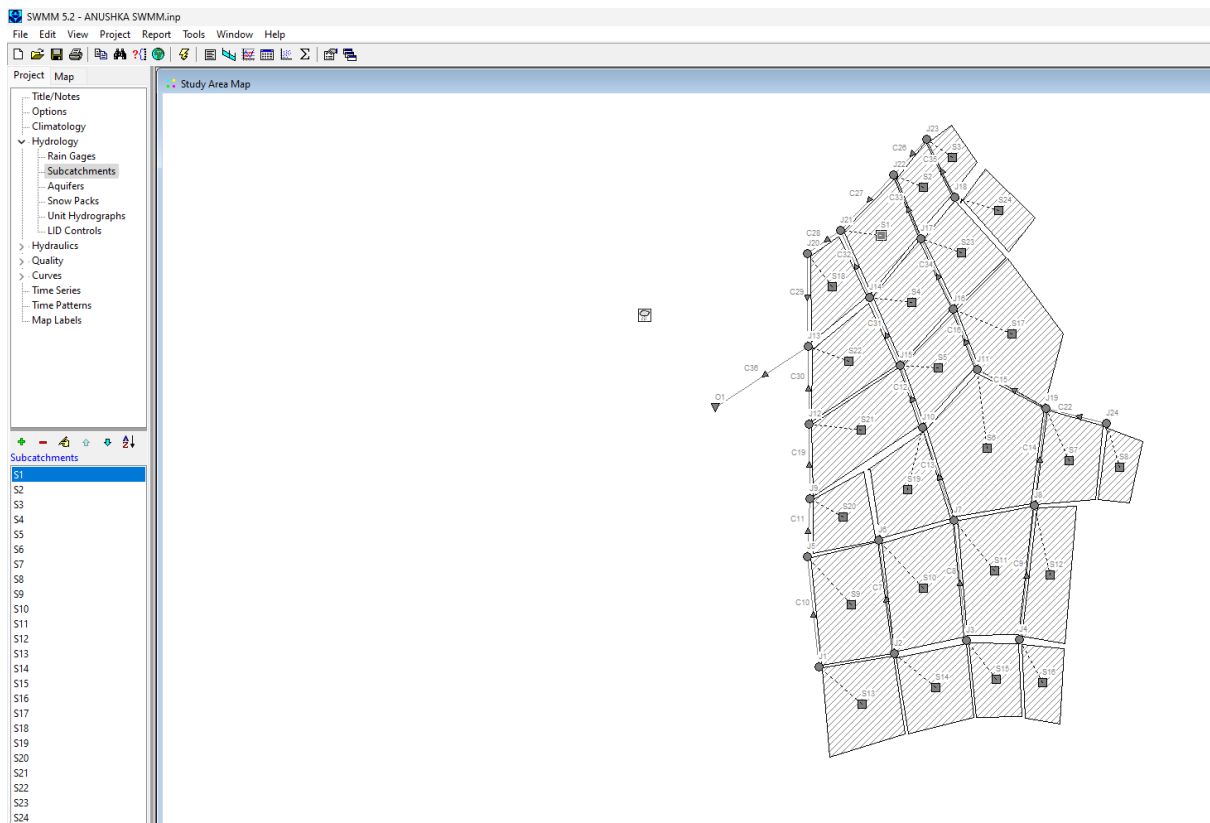 SWMM 5.2 - ANUSHKA SWMM.inp
File Edit View Project Report Tools Window Help
Project Map
Study Area Map
Title/Notes
Options
Climatology
Hydrology
Rain Gages
Subcatchments
Aquifers
Snow Packs
Unit Hydrographs
LID Controls
Hydraulics
Quality
Curves
Time Series
Time Patterns
Map Labels
Subcatchments
S1
S2
S3
S4
S5
S6
S7
S8
S9
S10
S11
S12
S13
S14
S15
S16
S17
S18
S19
S20
S21
S22
S23
S24
J23
C26 S3
C35
J22
S2
J18
C27
C33
S24
J21 S1
J17
C28
J20
S23
C32
C34
S18
J14
C29
S4
J16
C31
S17
J13
C16
S22
J15
J11
C36
S5
C30
C15
C12
O1
J19
C22
J24
J12
J10
S21
S6
C14
S7
S8
C19
C13
S19
J9
J8
S20
C11
J7
J6
J5
S11
C9
S12
S10
C8
C7
S9
C10
J4
J3
J2
J1
S15
S16
S14
S13